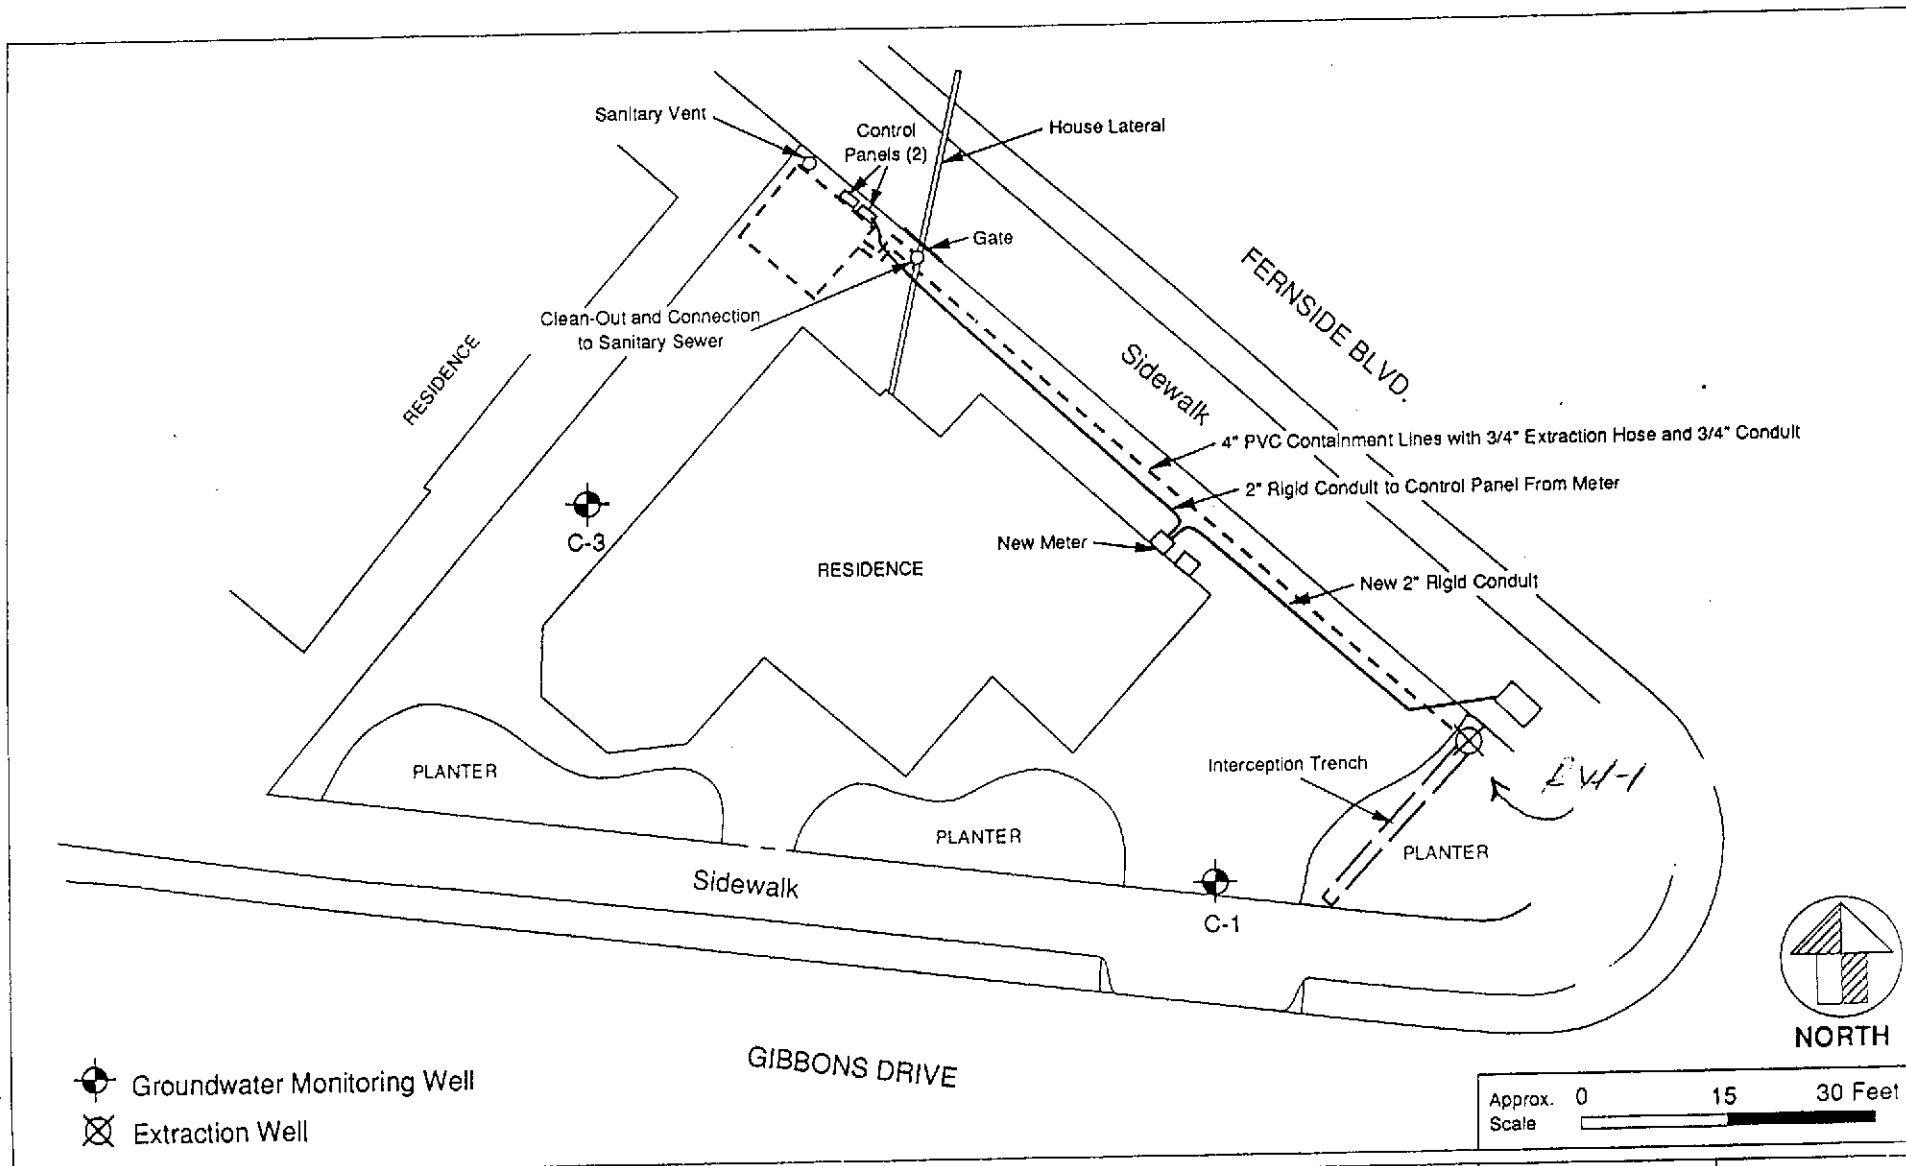 Sanitary Vent
Control
Panels (2)
House Lateral
Gate
Clean-Out and Connection
to Sanitary Sewer
RESIDENCE
FERNSIDE BLVD.
Sidewalk
4" PVC Containment Lines with 3/4" Extraction Hose and 3/4" Conduit
2" Rigid Conduit to Control Panel From Meter
C-3
New Meter
RESIDENCE
New 2" Rigid Conduit
Interception Trench
PLANTER
PLANTER
PLANTER
Sidewalk
C-1
NORTH
GIBBONS DRIVE
Groundwater Monitoring Well
Extraction Well
Approx.
Scale
0 15 30 Feet